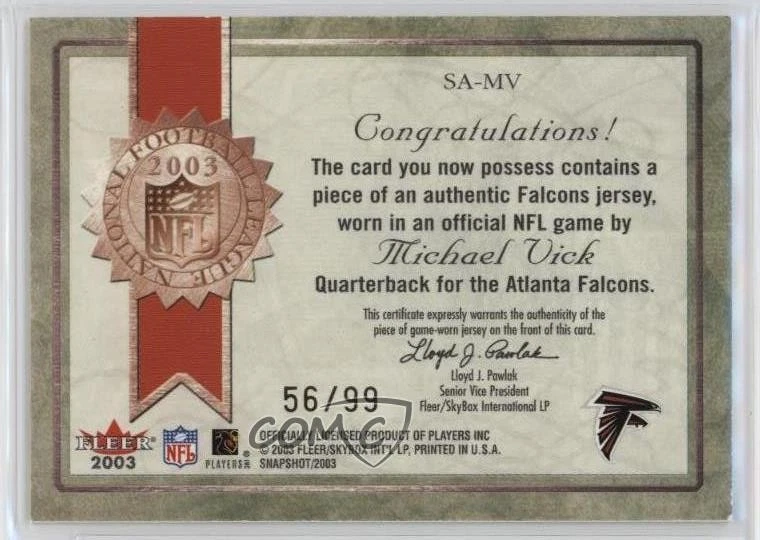 SA-MV
NATIONAL FOOTBALL LEAGUE
2003
NFL
Congratulations!
The card you now possess contains a
piece of an authentic Falcons jersey,
worn in an official NFL game by
Michael Vick
Quarterback for the Atlanta Falcons.
This certificate expressly warrants the authenticity of the
piece of game-worn jersey on the front of this card.
Lloyd J. Pawlak
Lloyd J. Pawlak
Senior Vice President
Fleer/SkyBox International LP
56/99
COMC
FLEER
2003
NFL
PLAYERS INC
OFFICIALLY LICENSED PRODUCT OF PLAYERS INC
© 2003 FLEER/SKYBOX INT'L LP, PRINTED IN U.S.A.
SNAPSHOT/2003